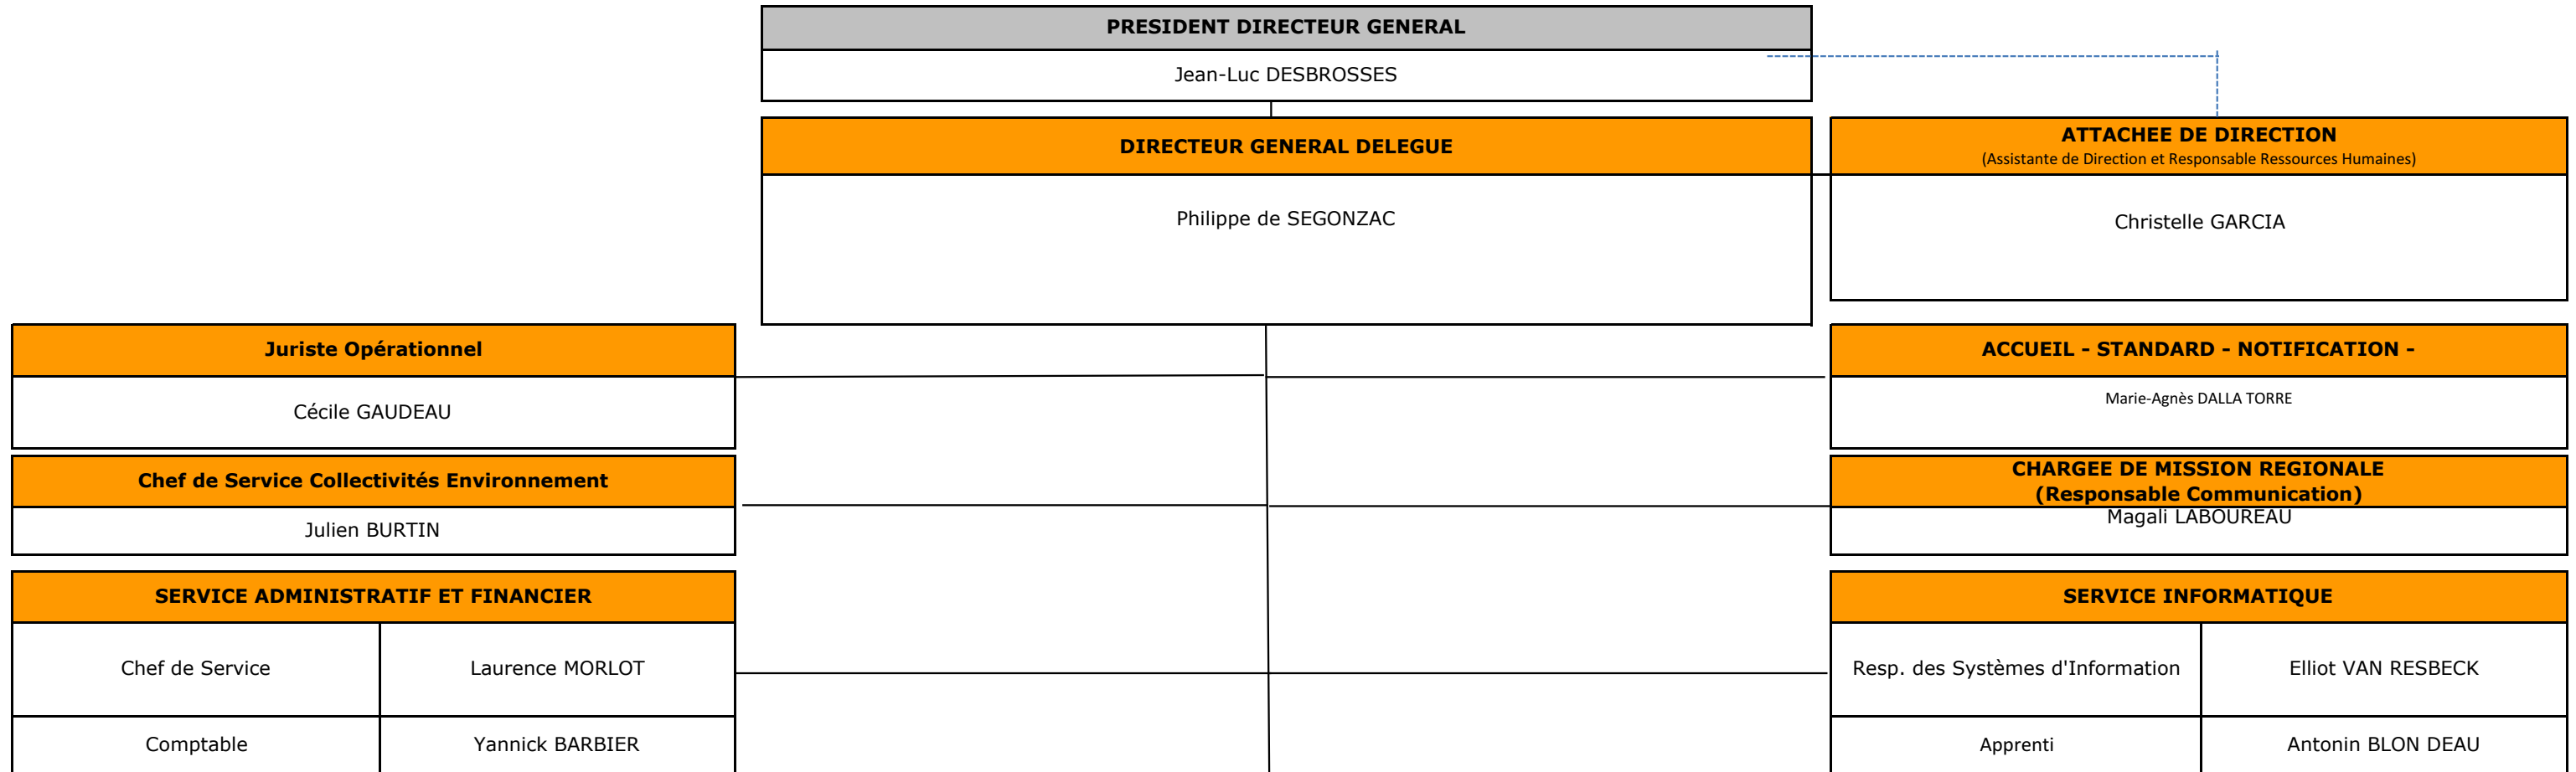 PRESIDENT DIRECTEUR GENERAL
Jean-Luc DESBROSSES
DIRECTEUR GENERAL DELEGUE
Philippe de SEGONZAC
ATTACHEE DE DIRECTION
(Assistante de Direction et Responsable Ressources Humaines)
Christelle GARCIA
Juriste Opérationnel
Cécile GAUDEAU
ACCUEIL - STANDARD - NOTIFICATION -
Marie-Agnès DALLA TORRE
Chef de Service Collectivités Environnement
Julien BURTIN
CHARGEE DE MISSION REGIONALE
(Responsable Communication)
Magali LABOUREAU
SERVICE ADMINISTRATIF ET FINANCIER
Chef de Service
Laurence MORLOT
Comptable
Yannick BARBIER
SERVICE INFORMATIQUE
Resp. des Systèmes d'Information
Elliot VAN RESBECK
Apprenti
Antonin BLON DEAU